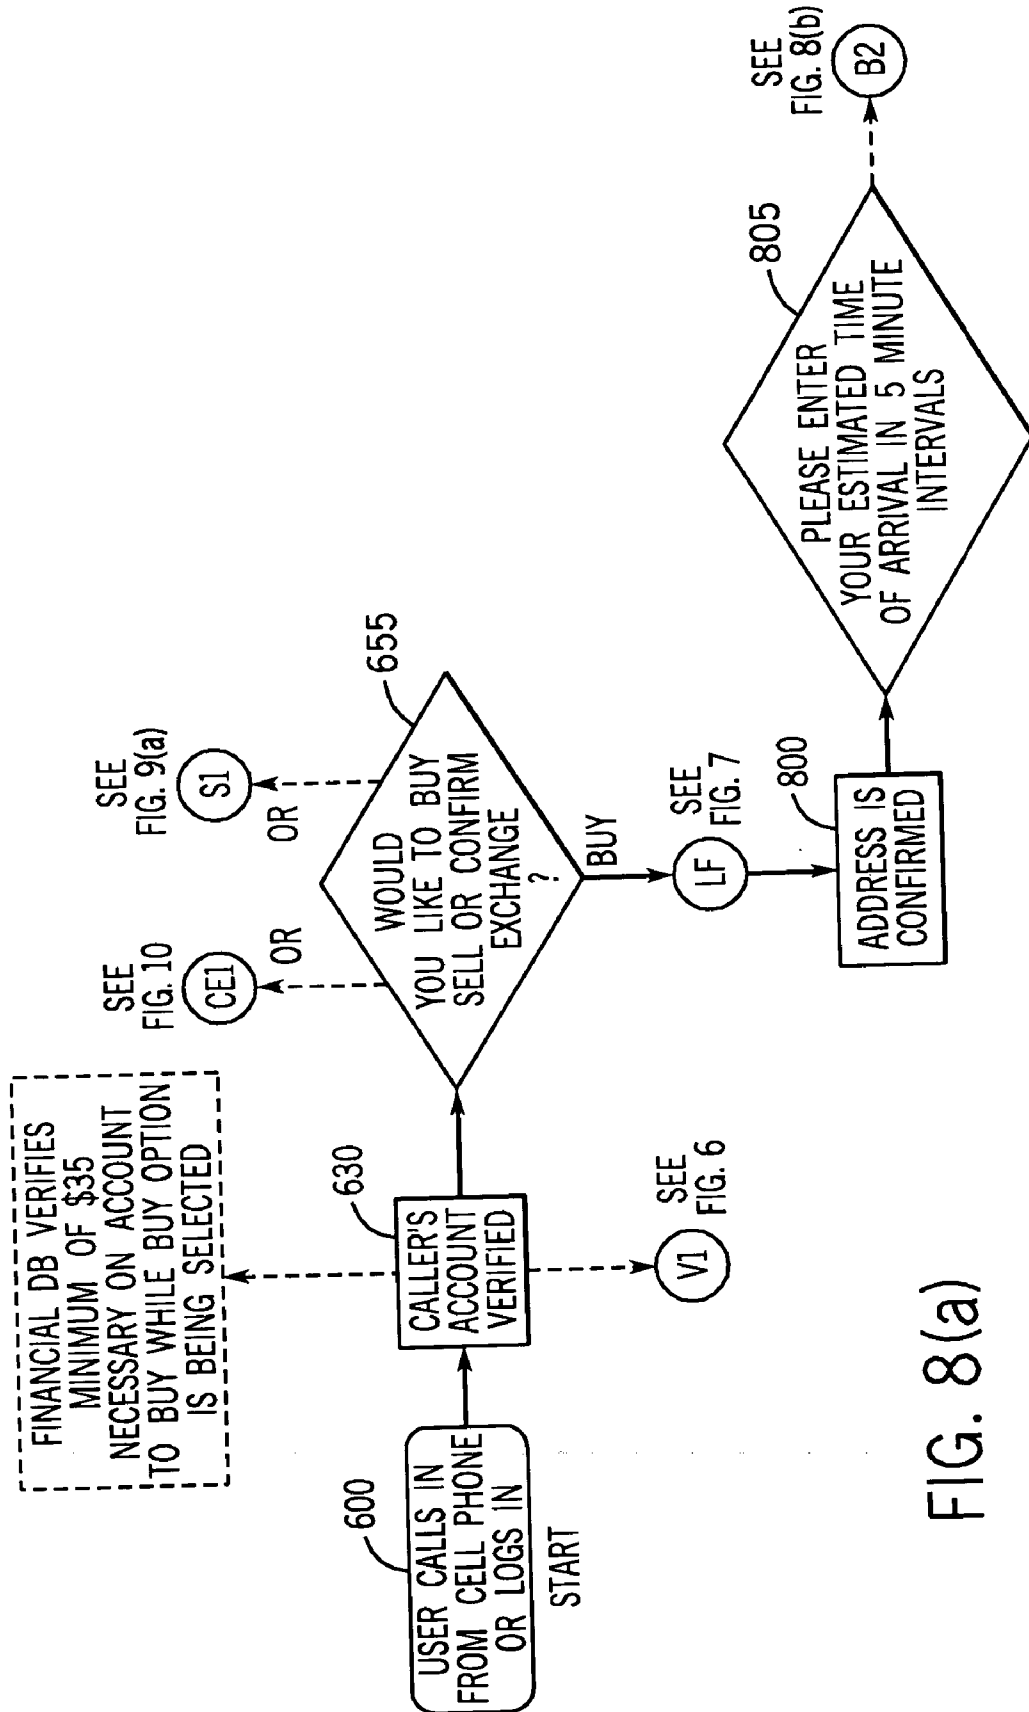 600
USER CALLS IN
FROM CELL PHONE
OR LOGS IN
START
FINANCIAL DB VERIFIES
MINIMUM OF $35
NECESSARY ON ACCOUNT
TO BUY WHILE BUY OPTION
IS BEING SELECTED
630
CALLER'S
ACCOUNT
VERIFIED
V1
SEE
FIG. 6
SEE
FIG. 10
CE1
OR
SEE
FIG. 9(a)
S1
OR
655
WOULD
YOU LIKE TO BUY
SELL OR CONFIRM
EXCHANGE
?
BUY
LF
SEE
FIG. 7
800
ADDRESS IS
CONFIRMED
805
PLEASE ENTER
YOUR ESTIMATED TIME
OF ARRIVAL IN 5 MINUTE
INTERVALS
SEE
FIG. 8(b)
B2
FIG. 8(a)